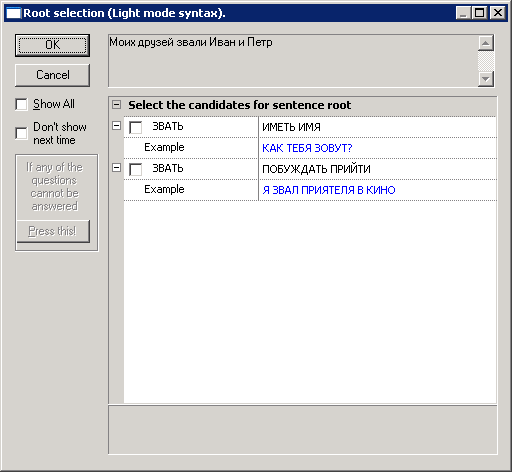 Root selection (Light mode syntax).
OK
Моих друзей звали Иван и Петр
Cancel
Show All
Don't show
next time
If any of the
questions
cannot be
answered
Press this!
Select the candidates for sentence root
ЗВАТЬ ИМЕТЬ ИМЯ
Example КАК ТЕБЯ ЗОВУТ?
ЗВАТЬ ПОБУЖДАТЬ ПРИЙТИ
Example Я ЗВАЛ ПРИЯТЕЛЯ В КИНО